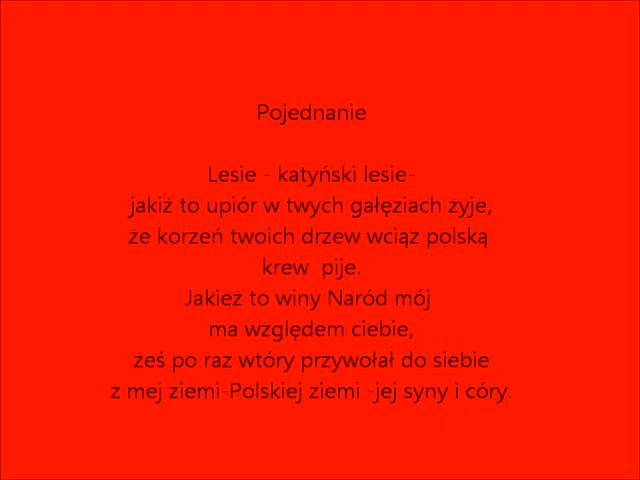 Pojednanie
Lesie - katyński lesie-
jakiż to upiór w twych gałęziach żyje,
że korzeń twoich drzew wciąż polską
krew  pije.
Jakież to winy Naród mój
ma względem ciebie,
żeś po raz wtóry przywołał do siebie
z mej ziemi-Polskiej ziemi -jej syny i córy.